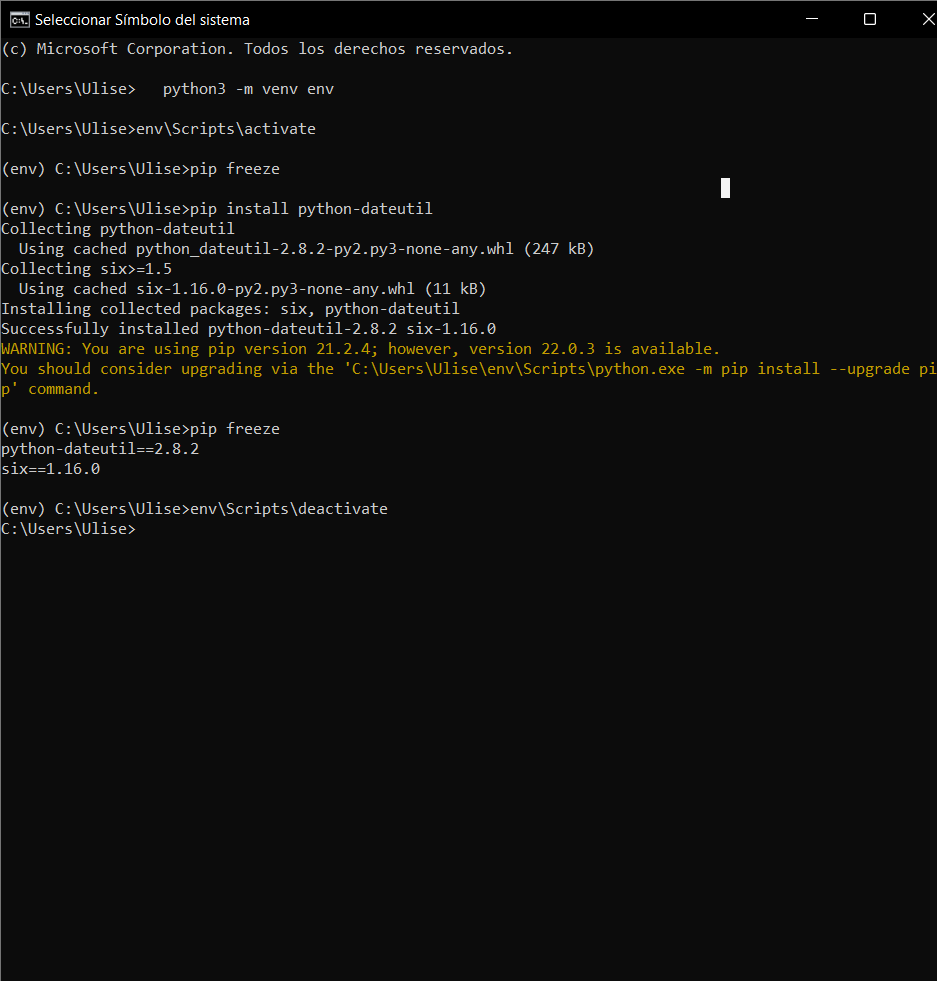 Seleccionar Símbolo del sistema
(c) Microsoft Corporation. Todos los derechos reservados.
C:\Users\Ulise>   python3 -m venv env
C:\Users\Ulise>env\Scripts\activate
(env) C:\Users\Ulise>pip freeze
(env) C:\Users\Ulise>pip install python-dateutil
Collecting python-dateutil
  Using cached python_dateutil-2.8.2-py2.py3-none-any.whl (247 kB)
Collecting six>=1.5
  Using cached six-1.16.0-py2.py3-none-any.whl (11 kB)
Installing collected packages: six, python-dateutil
Successfully installed python-dateutil-2.8.2 six-1.16.0
WARNING: You are using pip version 21.2.4; however, version 22.0.3 is available.
You should consider upgrading via the 'C:\Users\Ulise\env\Scripts\python.exe -m pip install --upgrade pi
p' command.
(env) C:\Users\Ulise>pip freeze
python-dateutil==2.8.2
six==1.16.0
(env) C:\Users\Ulise>env\Scripts\deactivate
C:\Users\Ulise>